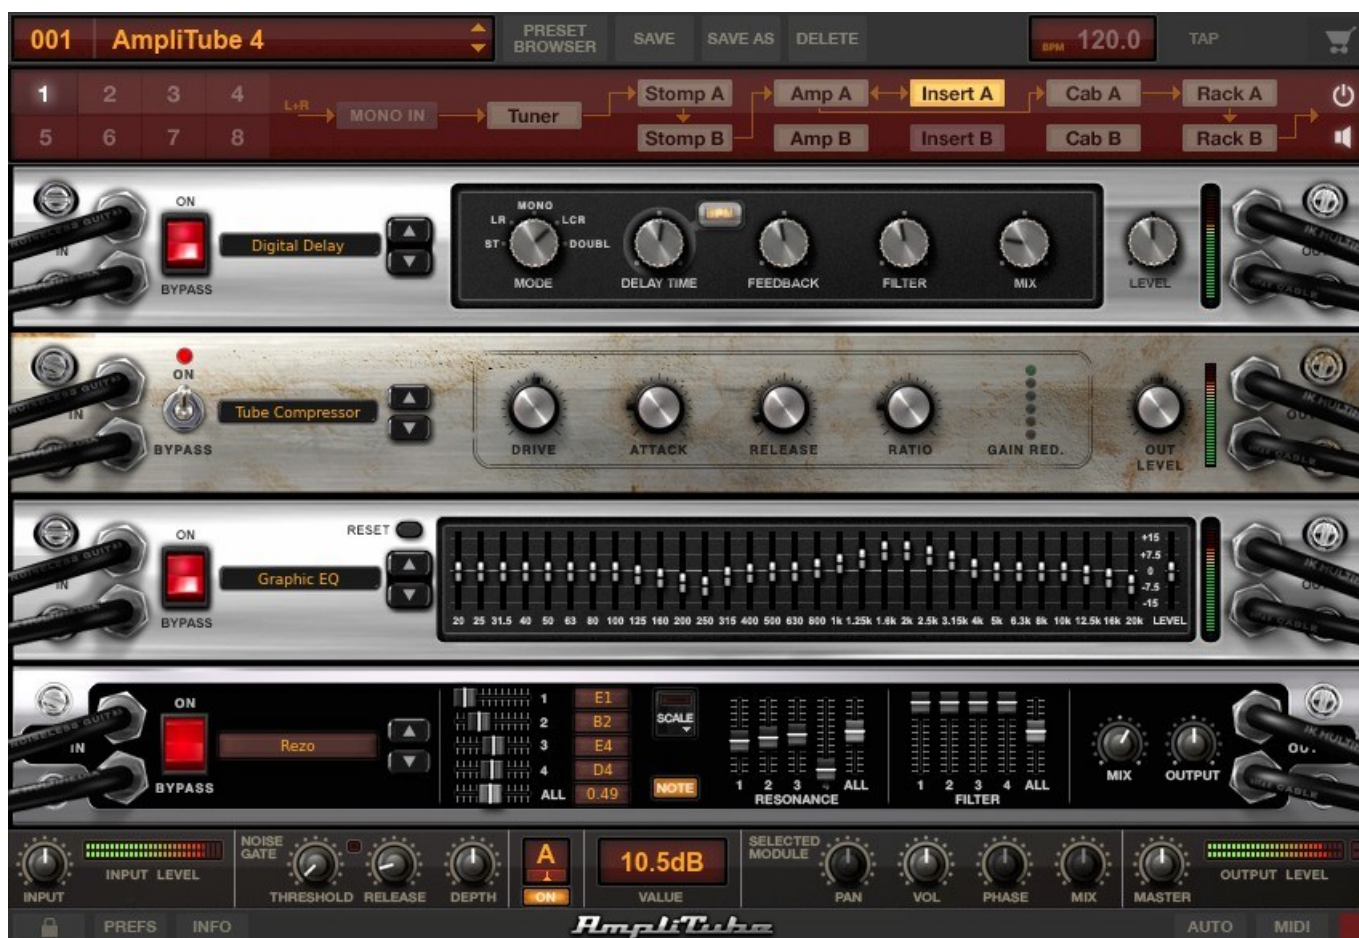 001 AmpliTube 4 PRESET BROWSER SAVE SAVE AS DELETE BPM 120.0 TAP
1 2 3 4
5 6 7 8
L+R MONO IN Tuner Stomp A Amp A Insert A Cab A Rack A
Stomp B Amp B Insert B Cab B Rack B
ON
BYPASS
IN
Digital Delay
MONO
LR LCR
ST DOUBL
MODE
BPM
DELAY TIME FEEDBACK FILTER MIX LEVEL
ON
IN
BYPASS
Tube Compressor
DRIVE ATTACK RELEASE RATIO GAIN RED. OUT LEVEL
ON
IN
BYPASS
RESET
Graphic EQ
+15
+7.5
0
-7.5
-15
20 25 31.5 40 50 63 80 100 125 160 200 250 315 400 500 630 800 1k 1.25k 1.6k 2k 2.5k 3.15k 4k 5k 6.3k 8k 10k 12.5k 16k 20k LEVEL
ON
IN
BYPASS
Rezo
1 E1
2 B2
3 E4
4 D4
ALL 0.49
SCALE
NOTE
1 2 3 4 ALL
RESONANCE
1 2 3 4 ALL
FILTER
MIX OUTPUT
INPUT
INPUT LEVEL
NOISE GATE
THRESHOLD RELEASE DEPTH
A
ON
10.5dB
VALUE
SELECTED MODULE
PAN VOL PHASE MIX MASTER
OUTPUT LEVEL
PREFS INFO AmpliTube AUTO MIDI